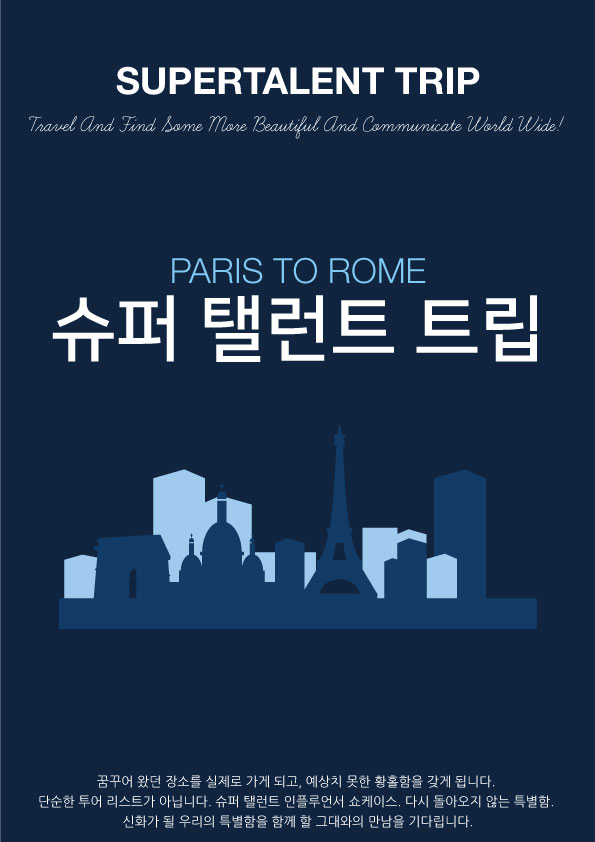 SUPERTALENT TRIP
Travel And Find Some More Beautiful And Communicate World Wide!
PARIS TO ROME
슈퍼 탤런트 트립
꿈꾸어 왔던 장소를 실제로 가게 되고, 예상치 못한 황홀함을 갖게 됩니다.
단순한 투어 리스트가 아닙니다. 슈퍼 탤런트 인플루언서 쇼케이스. 다시 돌아오지 않는 특별함.
신화가 될 우리의 특별함을 함께 할 그대와의 만남을 기다립니다.